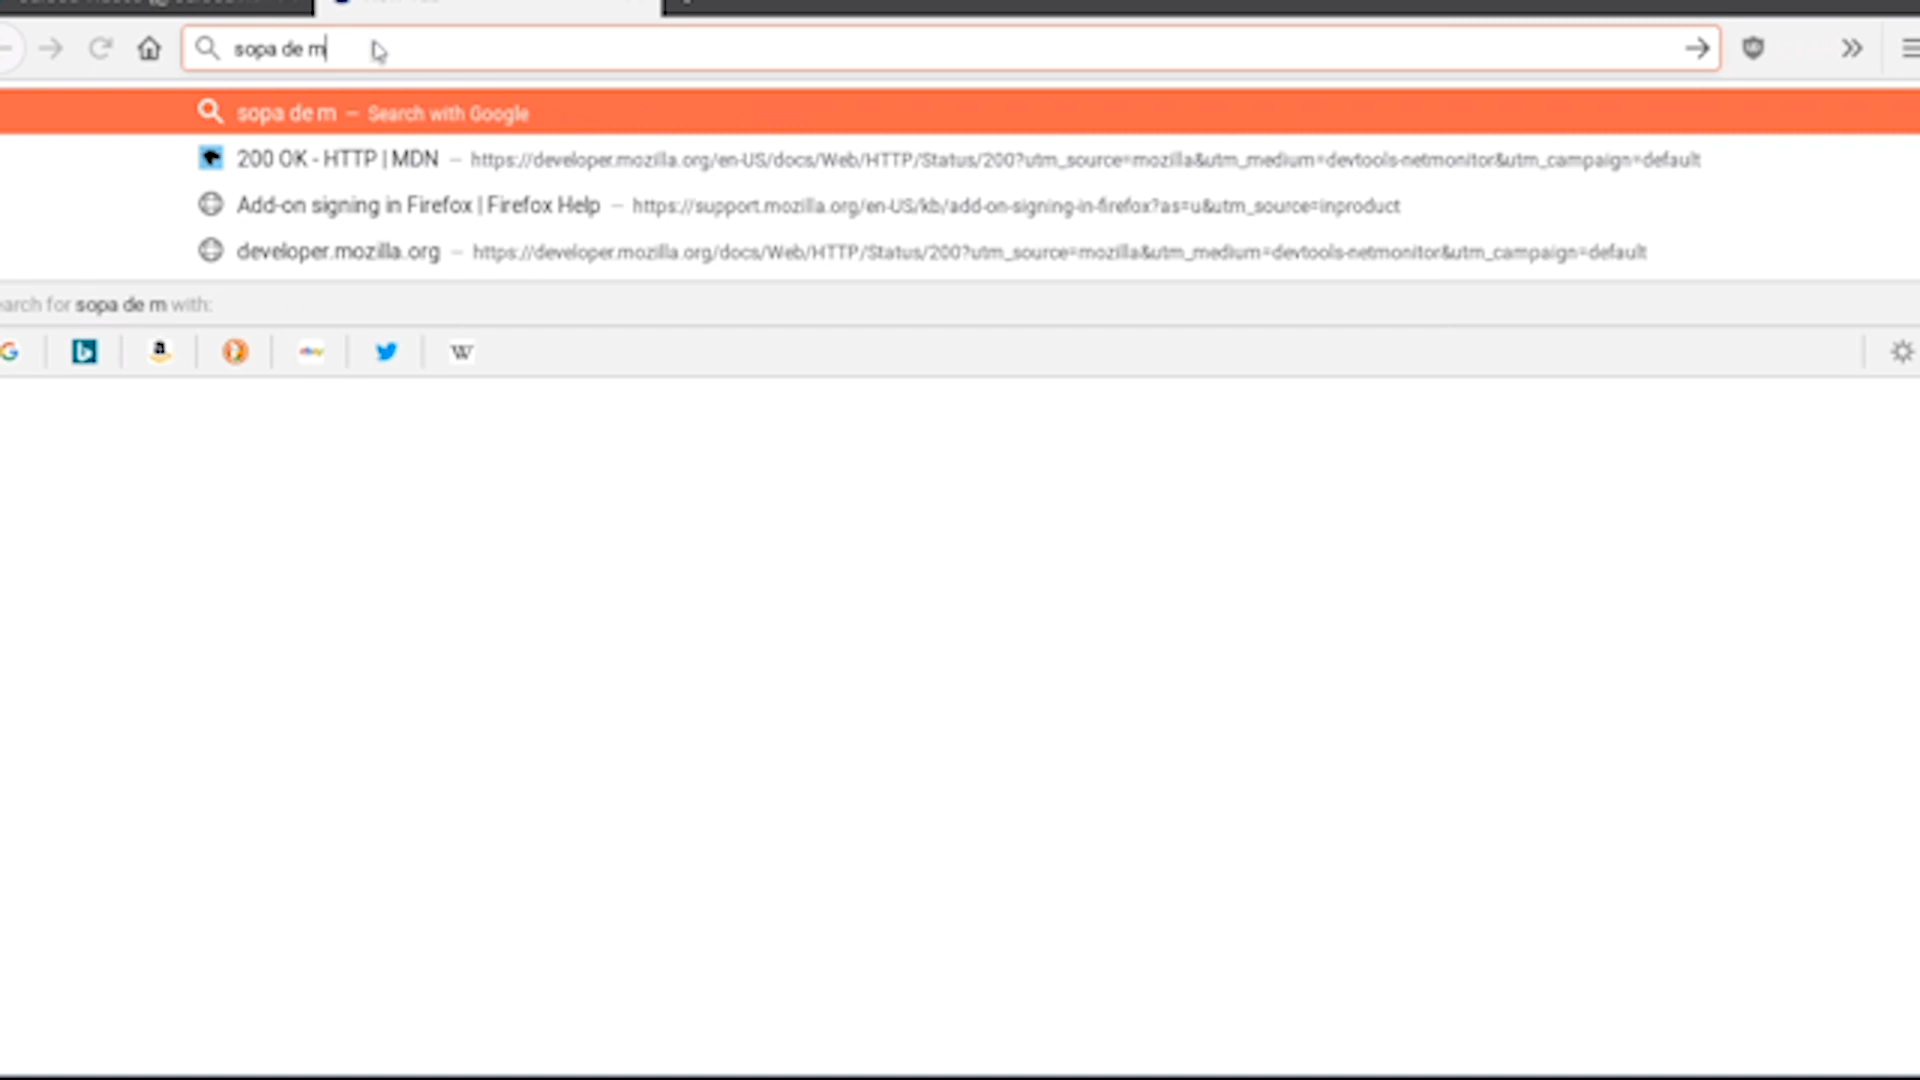 sopa de m
sopa de m — Search with Google
200 OK - HTTP | MDN — https://developer.mozilla.org/en-US/docs/Web/HTTP/Status/200?utm_source=mozilla&utm_medium=devtools-netmonitor&utm_campaign=default
Add-on signing in Firefox | Firefox Help — https://support.mozilla.org/en-US/kb/add-on-signing-in-firefox?as=u&utm_source=inproduct
developer.mozilla.org — https://developer.mozilla.org/docs/Web/HTTP/Status/200?utm_source=mozilla&utm_medium=devtools-netmonitor&utm_campaign=default
earch for sopa de m with: